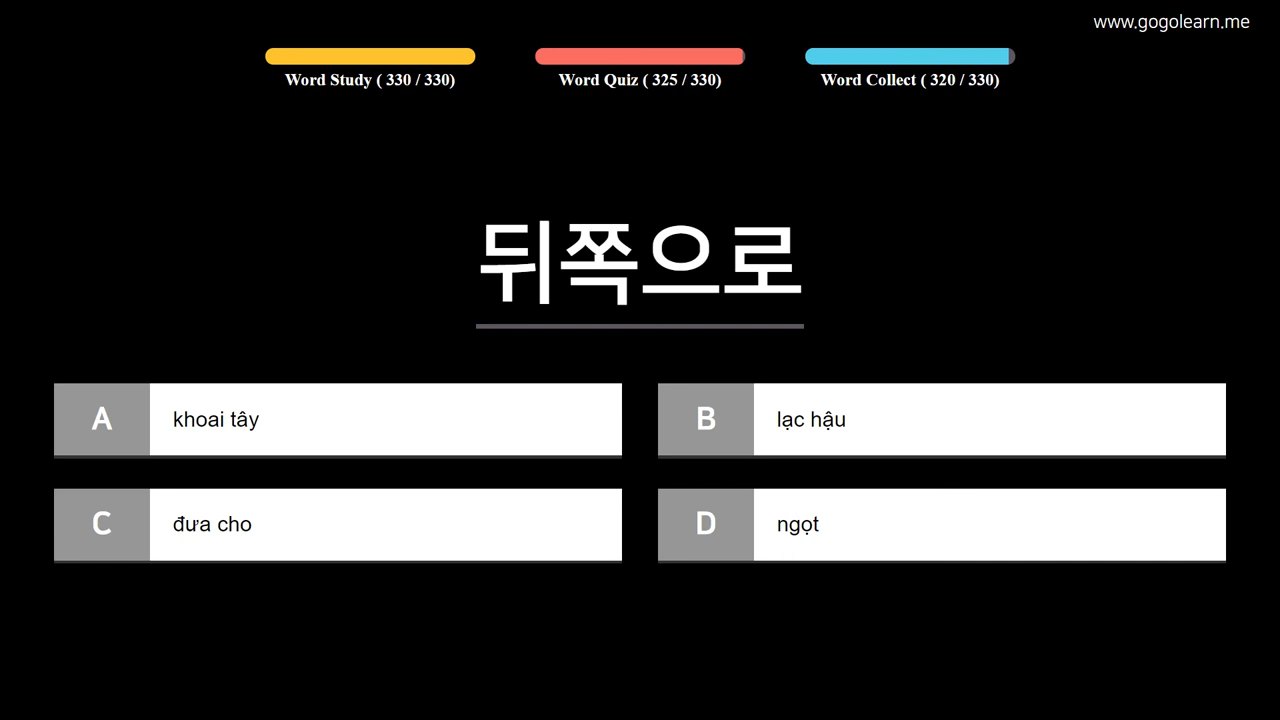 www.gogolearn.me
Word Study ( 330 / 330)
Word Quiz ( 325 / 330)
Word Collect ( 320 / 330)
뒤쪽으로
A khoai tây
B lạc hậu
C đưa cho
D ngọt